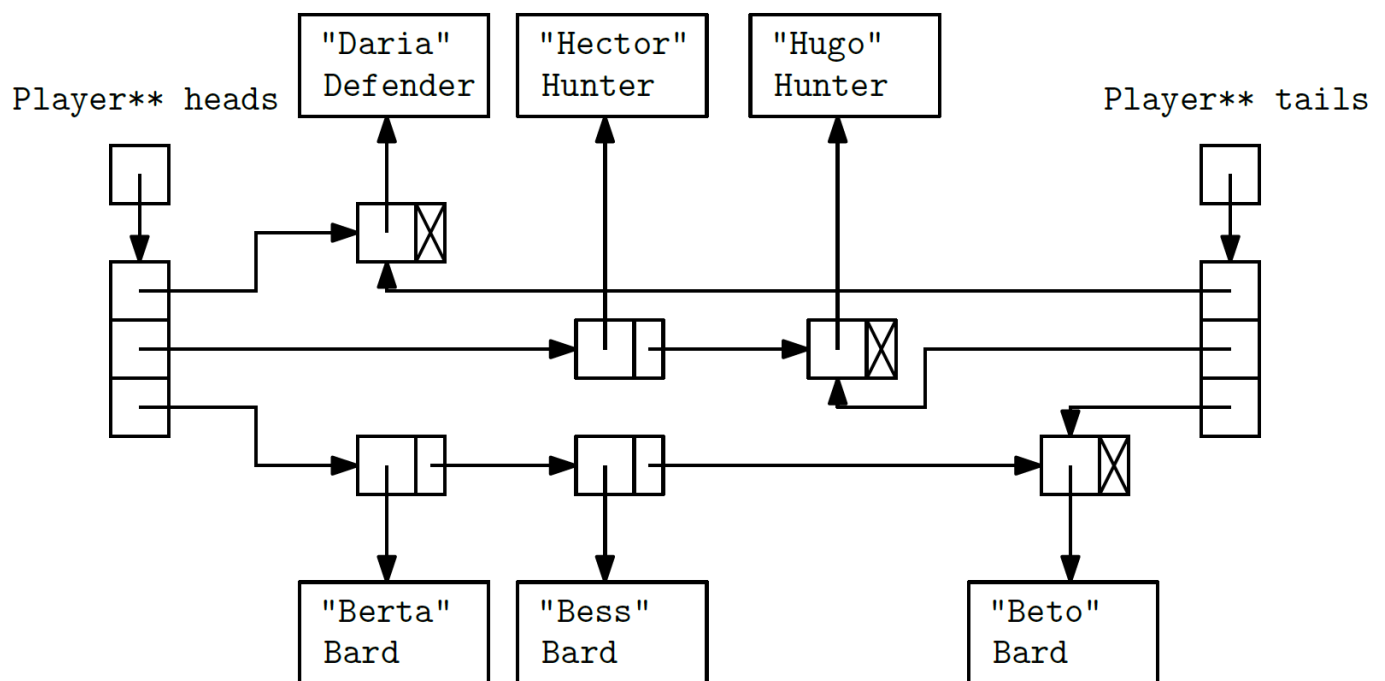 "Daria"
Defender
"Hector"
Hunter
"Hugo"
Hunter
Player** heads
Player** tails
"Berta"
Bard
"Bess"
Bard
"Beto"
Bard